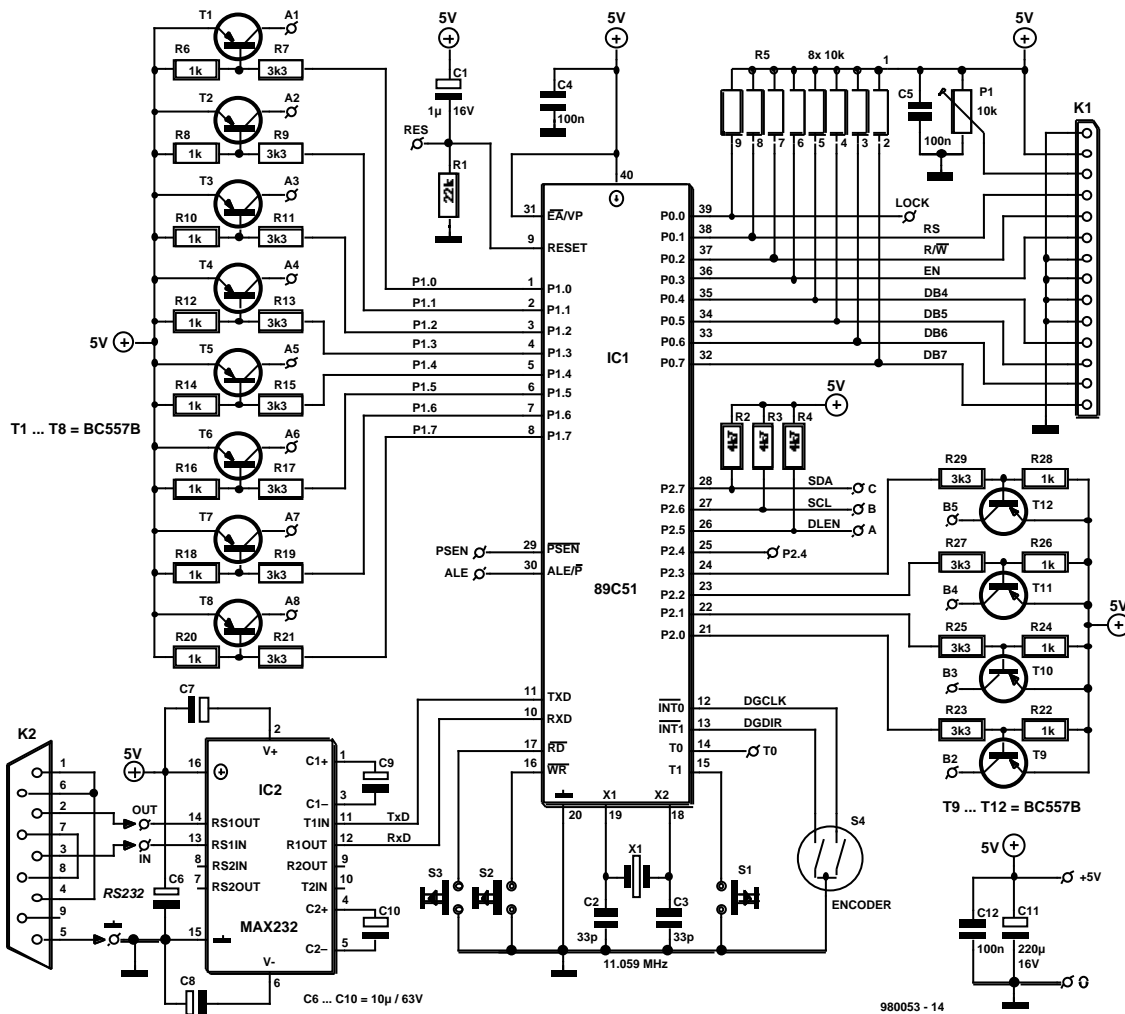 T1 A1
R6 R7
1k 3k3
T2 A2
R8 R9
1k 3k3
T3 A3
R10 R11
1k 3k3
T4 A4
R12 R13
1k 3k3
5V
T5 A5
R14 R15
1k 3k3
T1 ... T8 = BC557B
T6 A6
R16 R17
1k 3k3
T7 A7
R18 R19
1k 3k3
T8 A8
R20 R21
1k 3k3
P1.0
P1.1
P1.2
P1.3
P1.4
P1.5
P1.6
P1.7
5V
C1
1µ 16V
RES
R1
22k
5V
C4
100n
40
31 EA/VP
9 RESET
1 P1.0
2 P1.1
3 P1.2
4 P1.3
5 P1.4
6 P1.5
7 P1.6
8 P1.7
IC1
89C51
PSEN 29 PSEN
ALE 30 ALE/P
11 TXD
10 RXD
17 RD
16 WR
P0.0 39 LOCK
P0.1 38 RS
P0.2 37 R/W
P0.3 36 EN
P0.4 35 DB4
P0.5 34 DB5
P0.6 33 DB6
P0.7 32 DB7
P2.7 28 SDA C
P2.6 27 SCL B
P2.5 26 DLEN A
P2.4 25 P2.4
P2.3 24
P2.2 23
P2.1 22
P2.0 21
INT0 12 DGCLK
INT1 13 DGDIR
T0 14 T0
T1 15
X1 X2
20 19 18
R5 8x 10k 1
9 8 7 6 5 4 3 2
5V
C5
100n
P1
10k
K1
5V
R2 R3 R4
4k7 4k7 4k7
R29 R28
3k3 1k
B5 T12
R27 R26
3k3 1k
B4 T11
5V
R25 R24
3k3 1k
B3 T10
R23 R22
3k3 1k
B2 T9
T9 ... T12 = BC557B
K2
1
6
2
7
3
8
4
9
5
OUT
IN
RS232
5V
C7
C6
C8
2
V+
16
IC2
14 RS1OUT
13 RS1IN
8 RS2IN
7 RS2OUT
15
MAX232
C1+ 1
C9
C1– 3
T1IN 11 TxD
R1OUT 12 RxD
R2OUT 9
T2IN 10
C2+ 4
C10
C2– 5
V-
6
C6 ... C10 = 10µ / 63V
S3 S2
X1
C2 C3
33p 33p
11.059 MHz
S1
S4
ENCODER
5V
+5V
C12 C11
100n 220µ
16V
0
980053 - 14